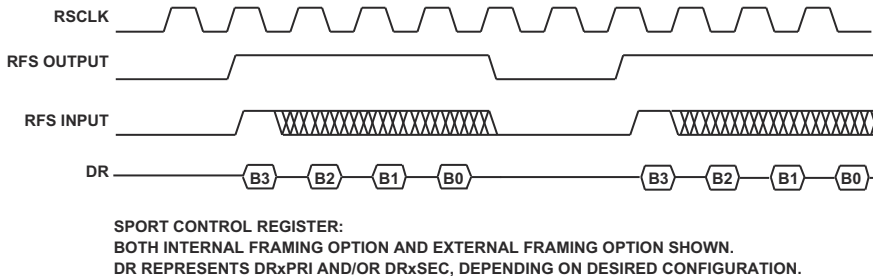 RSCLK
RFS OUTPUT
RFS INPUT
DR B3 B2 B1 B0 B3 B2 B1 B0
SPORT CONTROL REGISTER:
BOTH INTERNAL FRAMING OPTION AND EXTERNAL FRAMING OPTION SHOWN.
DR REPRESENTS DRxPRI AND/OR DRxSEC, DEPENDING ON DESIRED CONFIGURATION.